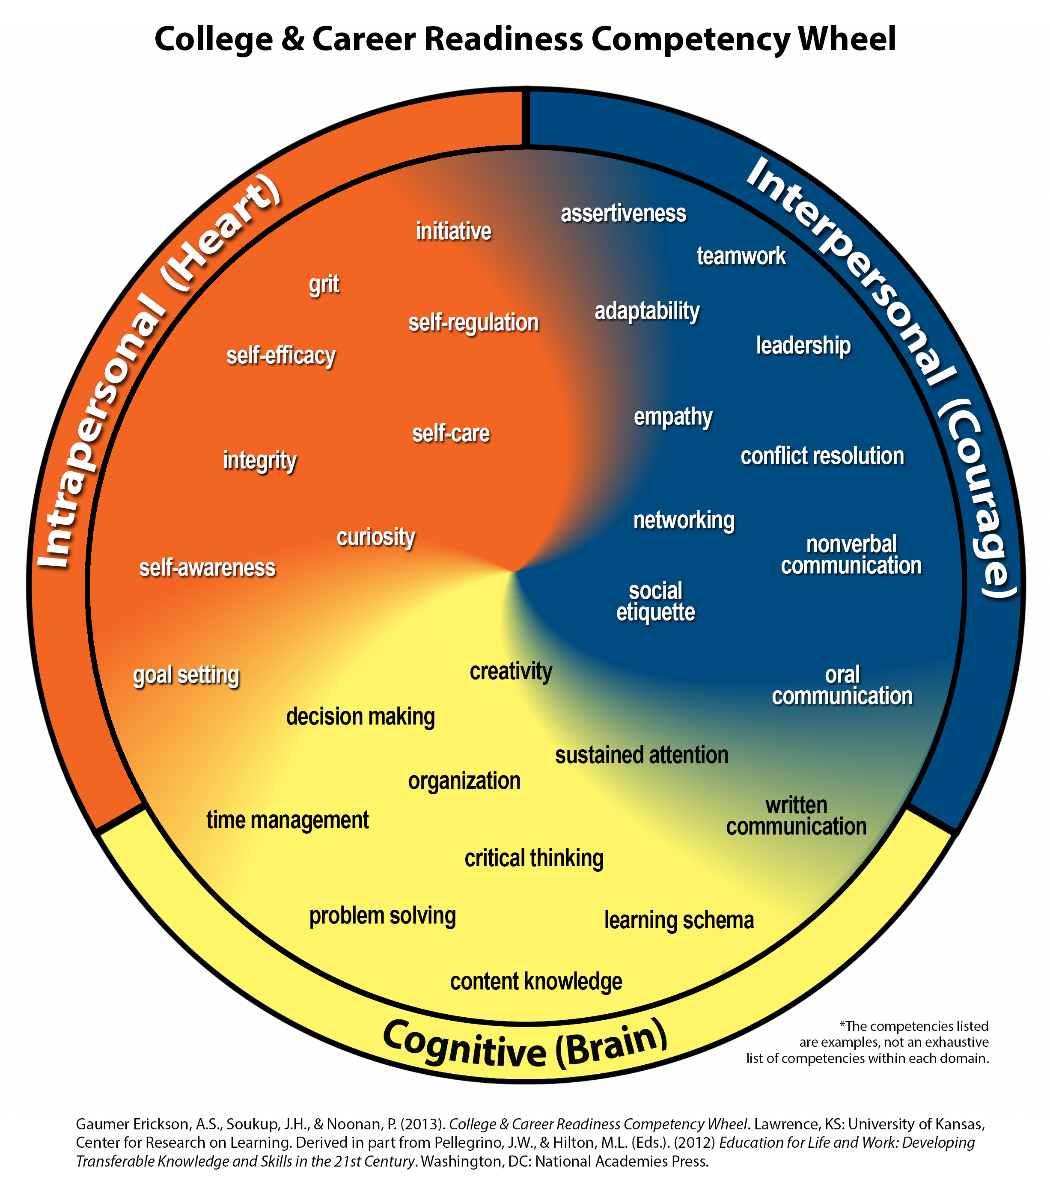 College & Career Readiness Competency Wheel
Intrapersonal (Heart)
Interpersonal (Courage)
initiative
assertiveness
teamwork
grit
self-regulation
adaptability
self-efficacy
leadership
self-care
empathy
integrity
conflict resolution
curiosity
networking
self-awareness
nonverbal
communication
social
etiquette
goal setting
creativity
oral
communication
decision making
sustained attention
organization
time management
written
communication
critical thinking
problem solving
learning schema
content knowledge
Cognitive (Brain)
*The competencies listed
are examples, not an exhaustive
list of competencies within each domain.
Gaumer Erickson, A.S., Soukup, J.H., & Noonan, P. (2013). College & Career Readiness Competency Wheel. Lawrence, KS: University of Kansas,
Center for Research on Learning. Derived in part from Pellegrino, J.W., & Hilton, M.L. (Eds.). (2012) Education for Life and Work: Developing
Transferable Knowledge and Skills in the 21st Century. Washington, DC: National Academies Press.